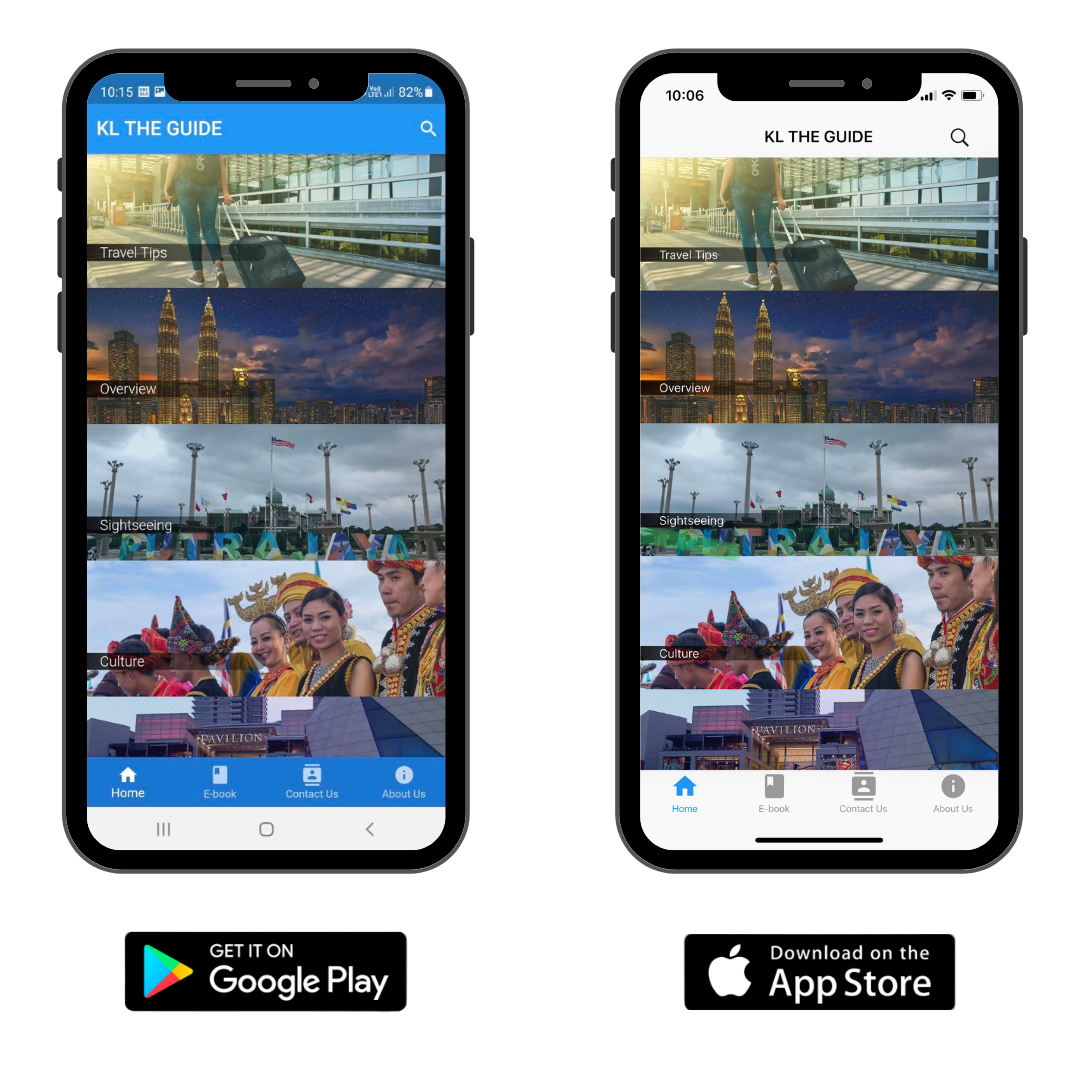 10:15
VoD LTE1 82%
KL THE GUIDE
Travel Tips
Overview
Sightseeing
PUTRAJAYA
Culture
PAVILION
Home
E-book
Contact Us
About Us
GET IT ON
Google Play
10:06
KL THE GUIDE
Travel Tips
Overview
Sightseeing
PUTRAJAYA
Culture
PAVILION
Home
E-book
Contact Us
About Us
Download on the
App Store